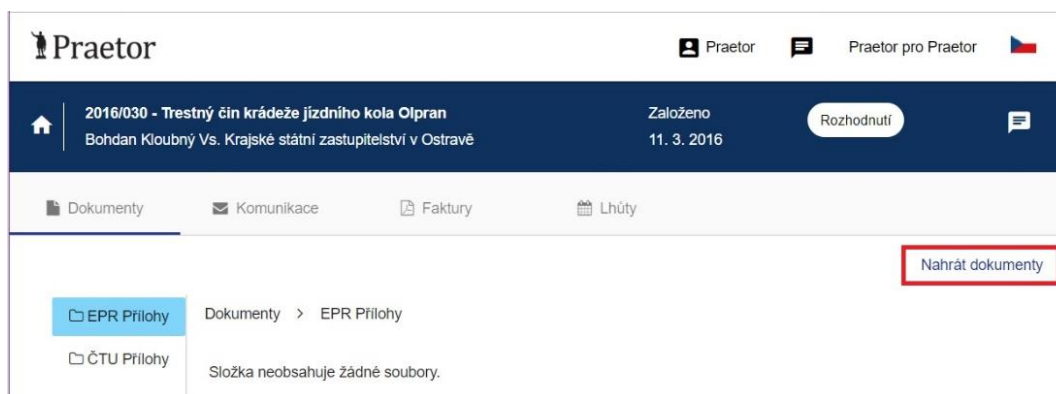 Praetor
Praetor Praetor pro Praetor
2016/030 - Trestný čin krádeže jízdního kola Olpran
Bohdan Kloubný Vs. Krajské státní zastupitelství v Ostravě
Založeno
11. 3. 2016
Rozhodnutí
Dokumenty Komunikace Faktury Lhůty
Nahrát dokumenty
EPR Přílohy
ČTU Přílohy
Dokumenty > EPR Přílohy
Složka neobsahuje žádné soubory.